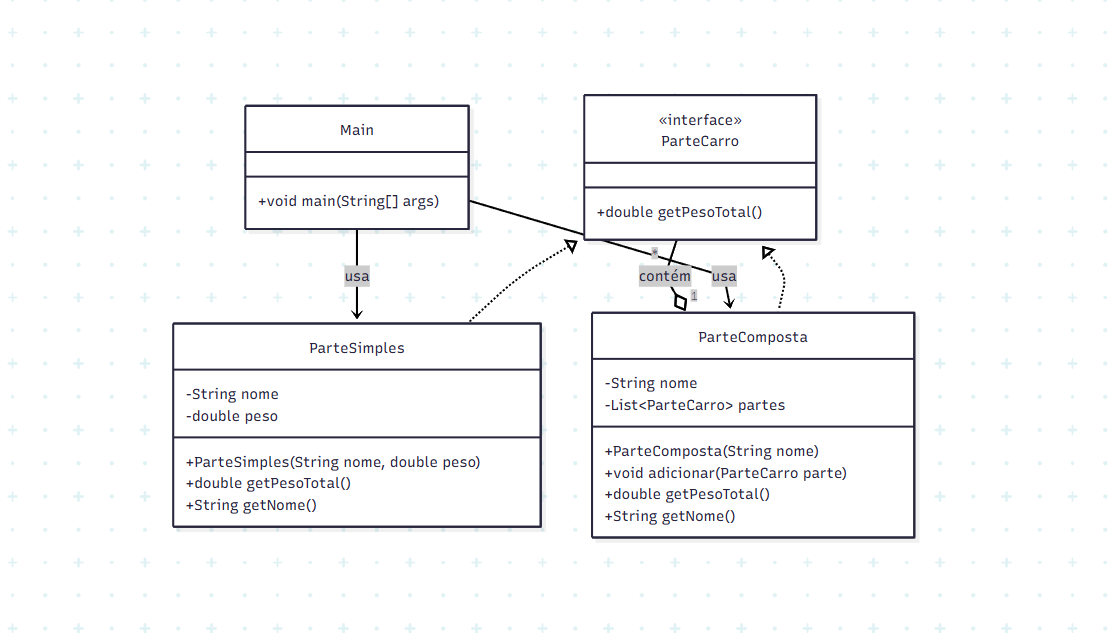 Main
+void main(String[] args)
«interface»
ParteCarro
+double getPesoTotal()
usa
*
contém
usa
1
ParteSimples
-String nome
-double peso
+ParteSimples(String nome, double peso)
+double getPesoTotal()
+String getNome()
ParteComposta
-String nome
-List<ParteCarro> partes
+ParteComposta(String nome)
+void adicionar(ParteCarro parte)
+double getPesoTotal()
+String getNome()